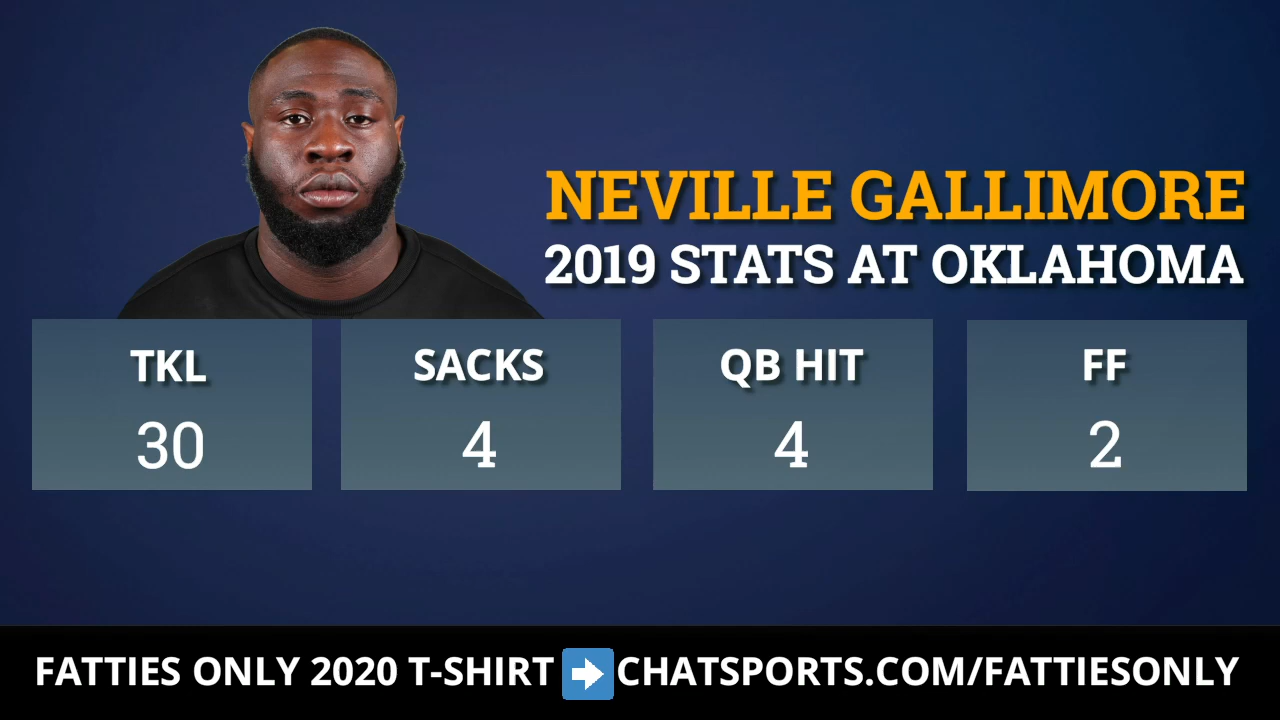 NEVILLE GALLIMORE
2019 STATS AT OKLAHOMA
TKL
30
SACKS
4
QB HIT
4
FF
2
FATTIES ONLY 2020 T-SHIRT ➡ CHATSPORTS.COM/FATTIESONLY